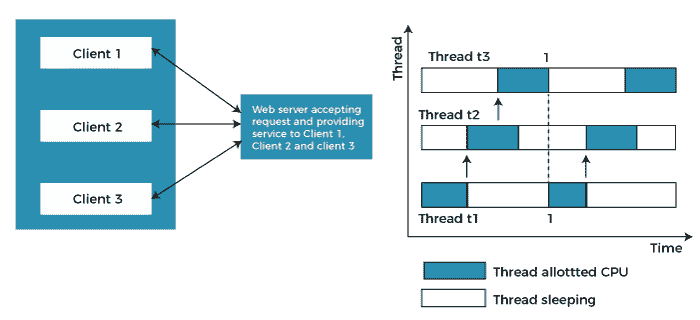 Client 1
Client 2
Client 3
Web server accepting
request and providing
service to Client 1,
Client 2 and client 3
Thread
Thread t3
1
Thread t2
Thread t1
1
Time
Thread allottted CPU
Thread sleeping